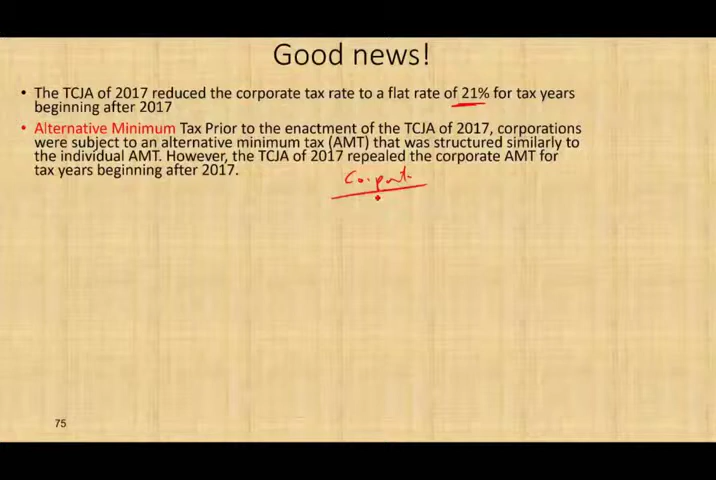 Good news!
• The TCJA of 2017 reduced the corporate tax rate to a flat rate of 21% for tax years
beginning after 2017
• Alternative Minimum Tax Prior to the enactment of the TCJA of 2017, corporations
were subject to an alternative minimum tax (AMT) that was structured similarly to
the individual AMT. However, the TCJA of 2017 repealed the corporate AMT for
tax years beginning after 2017.
75